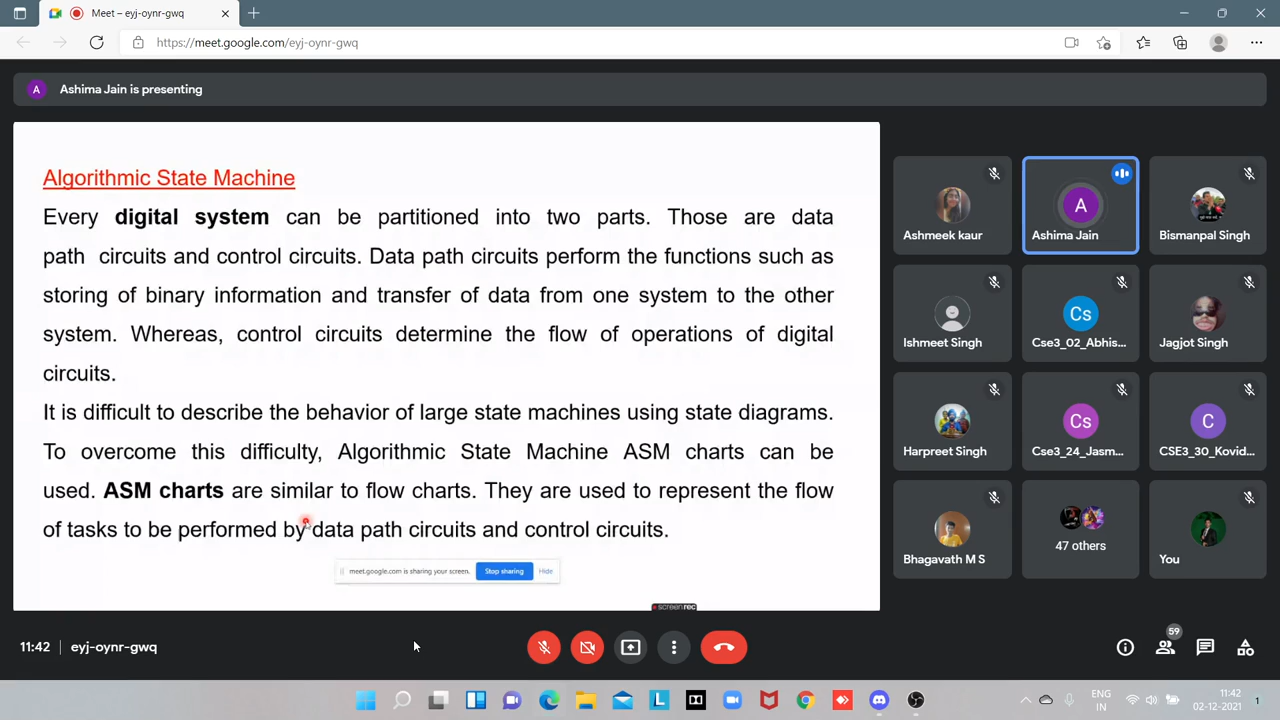 Meet – eyj-oynr-gwq
https://meet.google.com/eyj-oynr-gwq
A
Ashima Jain is presenting
Algorithmic State Machine
Every digital system can be partitioned into two parts. Those are data
path circuits and control circuits. Data path circuits perform the functions such as
storing of binary information and transfer of data from one system to the other
system. Whereas, control circuits determine the flow of operations of digital
circuits.
It is difficult to describe the behavior of large state machines using state diagrams.
To overcome this difficulty, Algorithmic State Machine ASM charts can be
used. ASM charts are similar to flow charts. They are used to represent the flow
of tasks to be performed by data path circuits and control circuits.
meet.google.com is sharing your screen. Stop sharing Hide
screenrec
Ashmeek kaur
A
Ashima Jain
Bismanpal Singh
Ishmeet Singh
Cs
Cse3_02_Abhis...
Jagjot Singh
Harpreet Singh
Cs
Cse3_24_Jasm...
C
CSE3_30_Kovid...
Bhagavath M S
47 others
You
11:42 | eyj-oynr-gwq
59
L
ENG
IN
11:42
02-12-2021
1